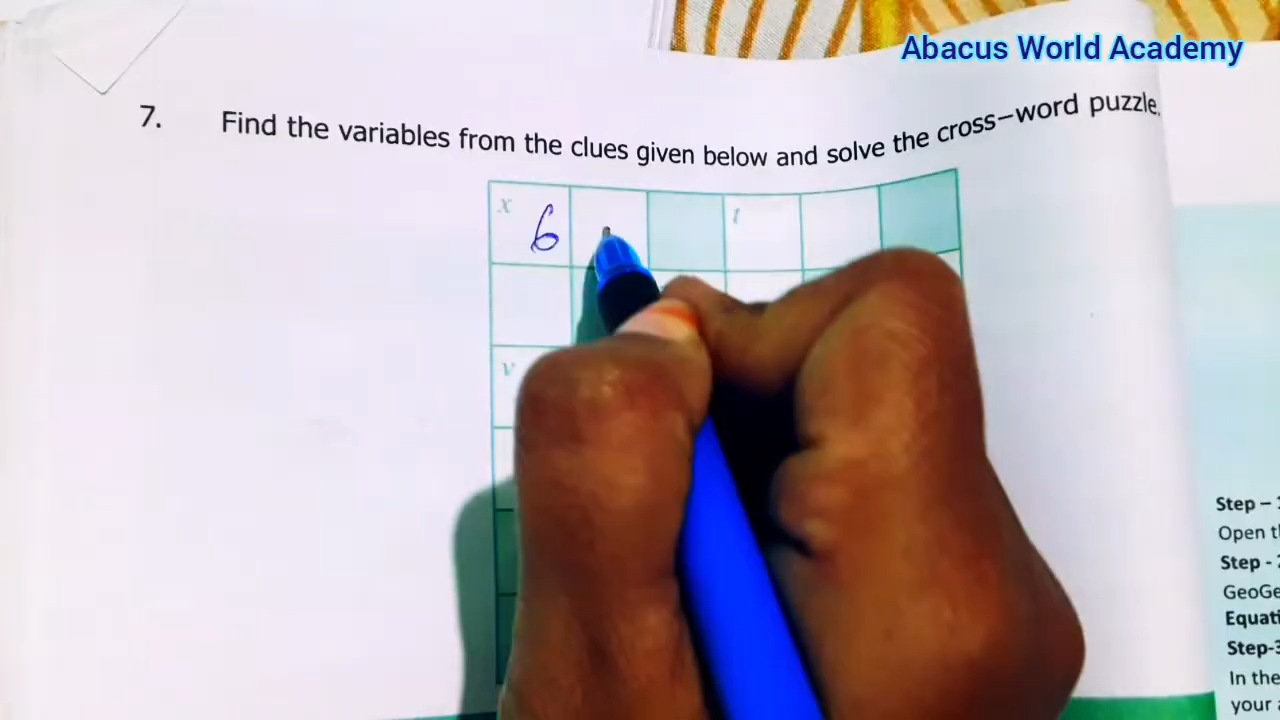 Abacus World Academy
7. Find the variables from the clues given below and solve the cross–word puzzle.
x 6 t
v
Step –
Open
Step -
GeoGe
Equati
Step-3
In the
your